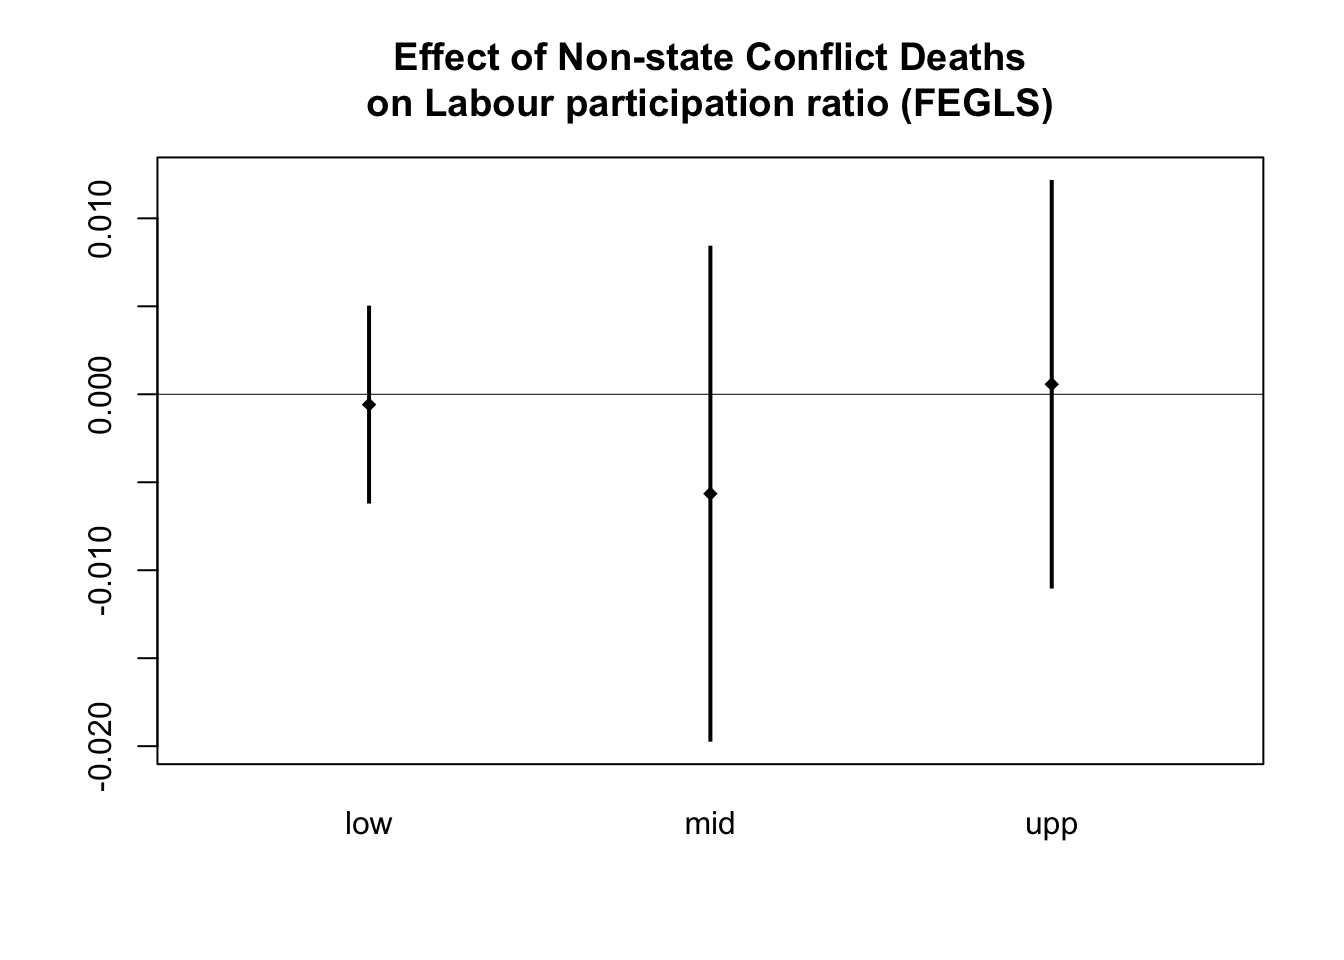 Effect of Non-state Conflict Deaths
on Labour participation ratio (FEGLS)
0.010
0.000
-0.010
-0.020
low mid upp